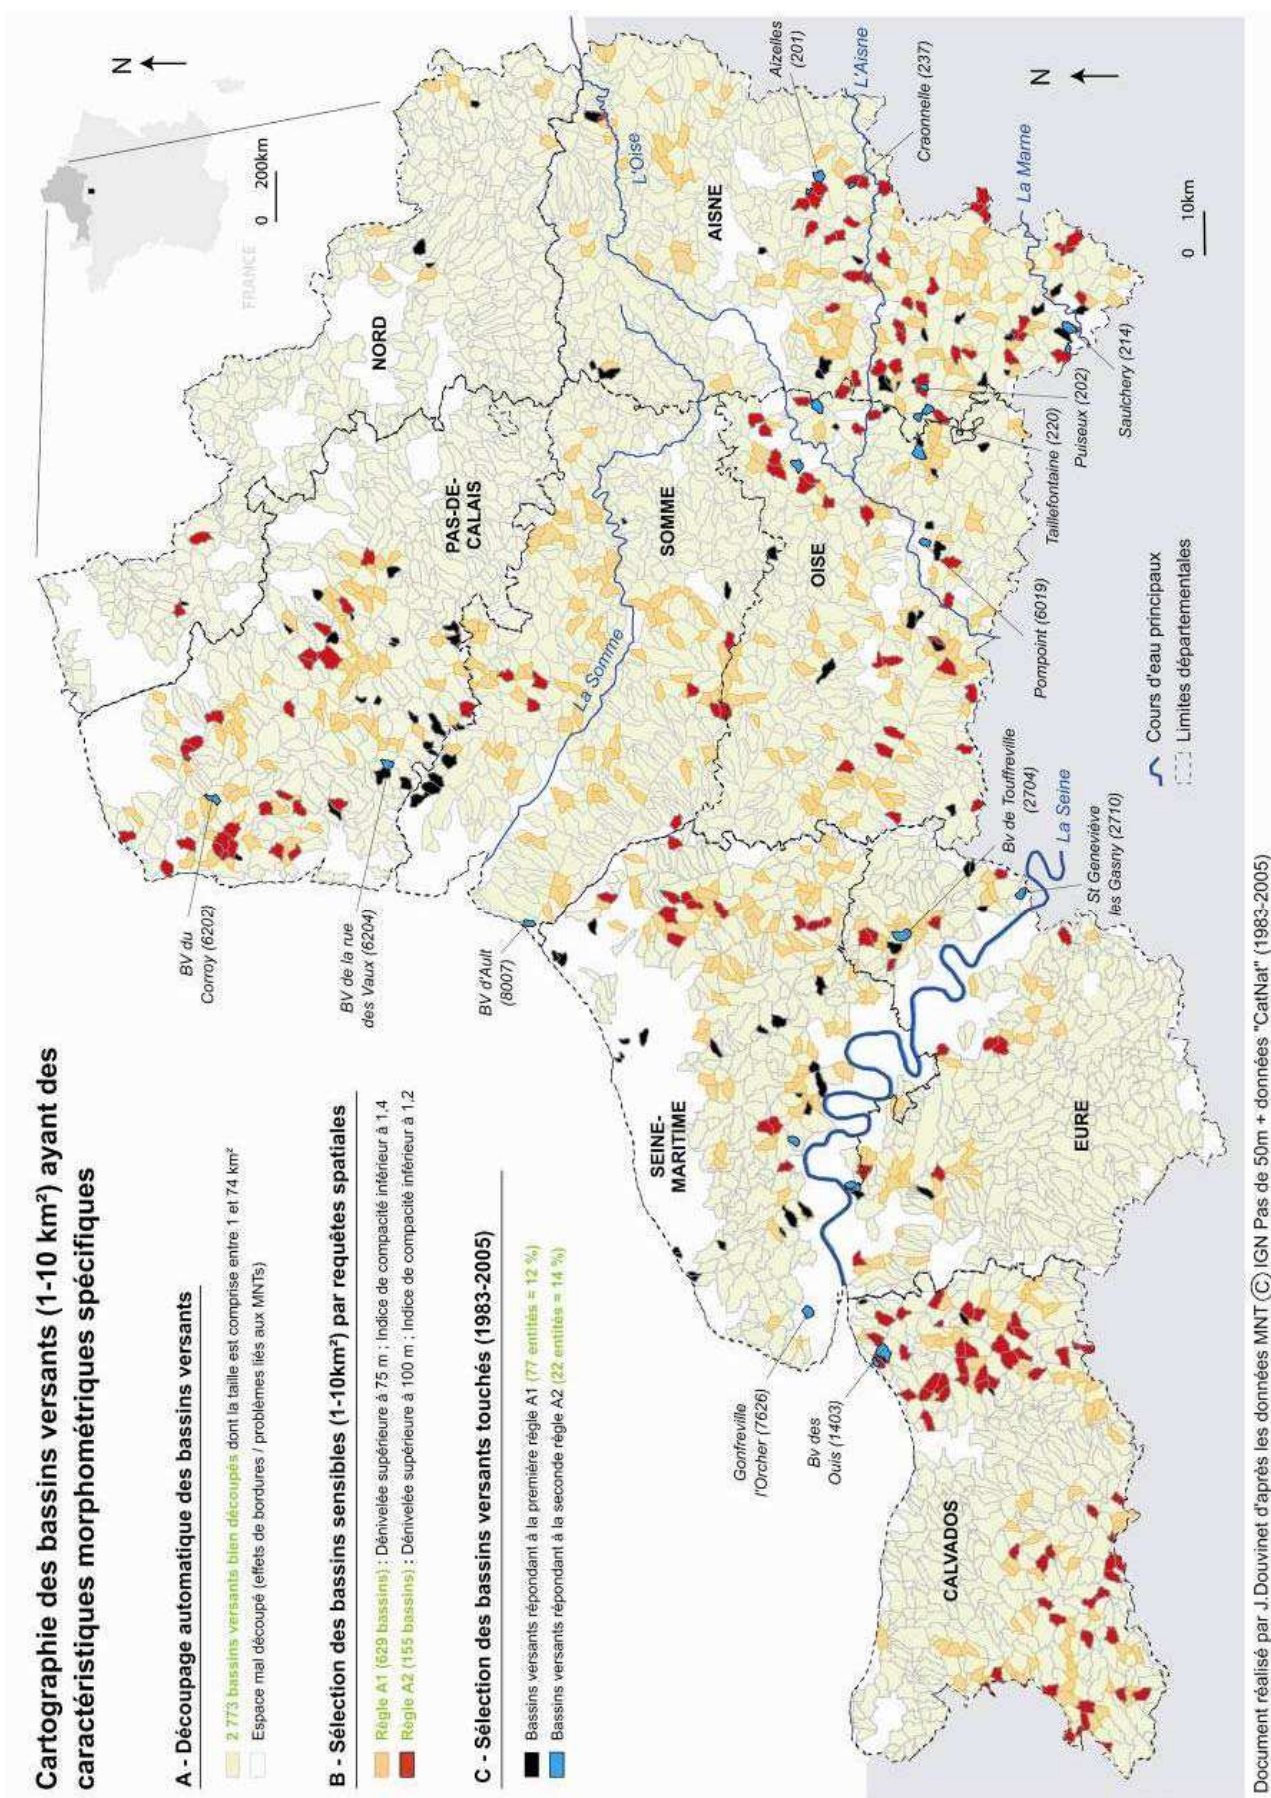 Cartographie des bassins versants (1-10 km²) ayant des
caractéristiques morphométriques spécifiques
A - Découpage automatique des bassins versants
2 773 bassins versants bien découpés dont la taille est comprise entre 1 et 74 km²
Espace mal découpé (effets de bordures / problèmes liés aux MNTs)
B - Sélection des bassins sensibles (1-10km²) par requêtes spatiales
Règle A1 (629 bassins) : Dénivelée supérieure à 75 m ; Indice de compacité inférieur à 1.4
Règle A2 (155 bassins) : Dénivelée supérieure à 100 m ; Indice de compacité inférieur à 1.2
C - Sélection des bassins versants touchés (1983-2005)
Bassins versants répondant à la première règle A1 (77 entités = 12 %)
Bassins versants répondant à la seconde règle A2 (22 entités = 14 %)
N
FRANCE
0 200km
BV du
Corroy (6202)
BV de la rue
des Vaux (6204)
BV d'Ault
(8007)
NORD
PAS-DE-
CALAIS
La Somme
SOMME
L'Oise
AISNE
Aizelles
(201)
L'Aisne
Craonnelle (237)
OISE
SEINE-
MARITIME
EURE
CALVADOS
Gonfreville
l'Orcher (7626)
Bv des
Ouis (1403)
Bv de Touffreville
(2704)
La Seine
St Geneviève
les Gasny (2710)
Pompoint (6019)
Taillefontaine (220)
Puiseux (202)
Saulchery (214)
La Marne
N
0 10km
Cours d'eau principaux
Limites départementales
Document réalisé par J.Douvinet d'après les données MNT © IGN Pas de 50m + données "CatNat" (1983-2005)